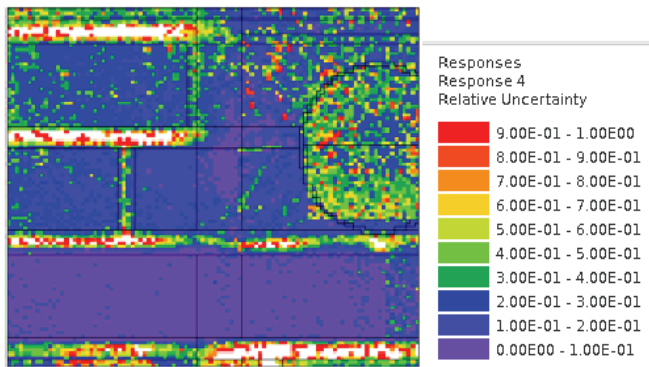 Responses
Response 4
Relative Uncertainty
9.00E-01 - 1.00E00
8.00E-01 - 9.00E-01
7.00E-01 - 8.00E-01
6.00E-01 - 7.00E-01
5.00E-01 - 6.00E-01
4.00E-01 - 5.00E-01
3.00E-01 - 4.00E-01
2.00E-01 - 3.00E-01
1.00E-01 - 2.00E-01
0.00E00 - 1.00E-01